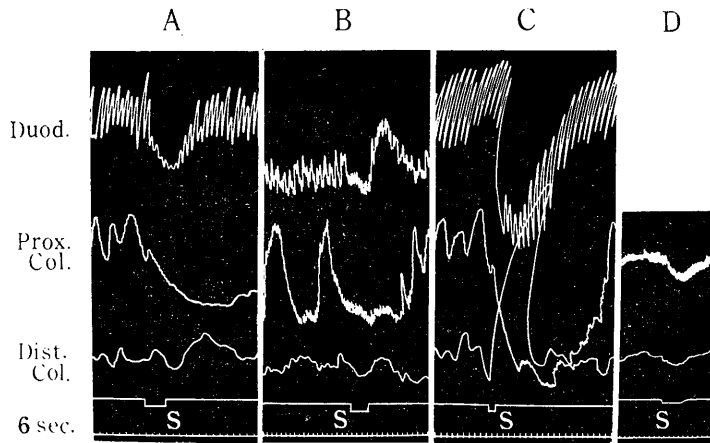 A B C D
Duod.
Prox.
Col.
Dist.
Col.
S S S S
6 sec.